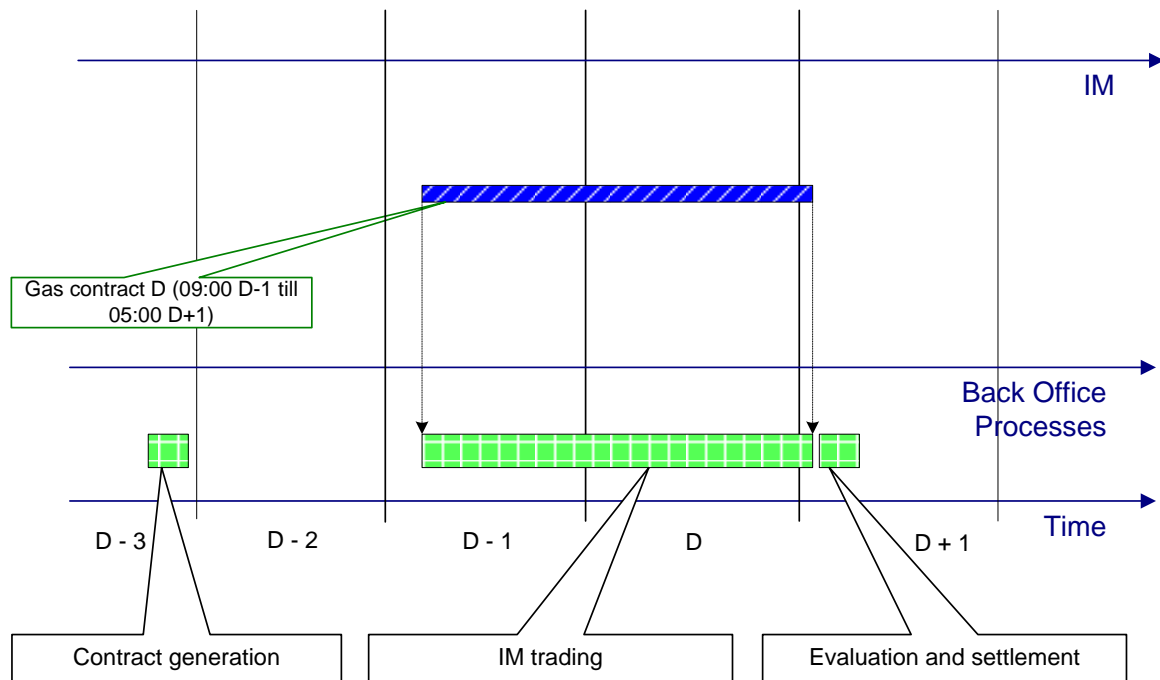 IM
Gas contract D (09:00 D-1 till
05:00 D+1)
Back Office
Processes
Time
D - 3
D - 2
D - 1
D
D + 1
Contract generation
IM trading
Evaluation and settlement